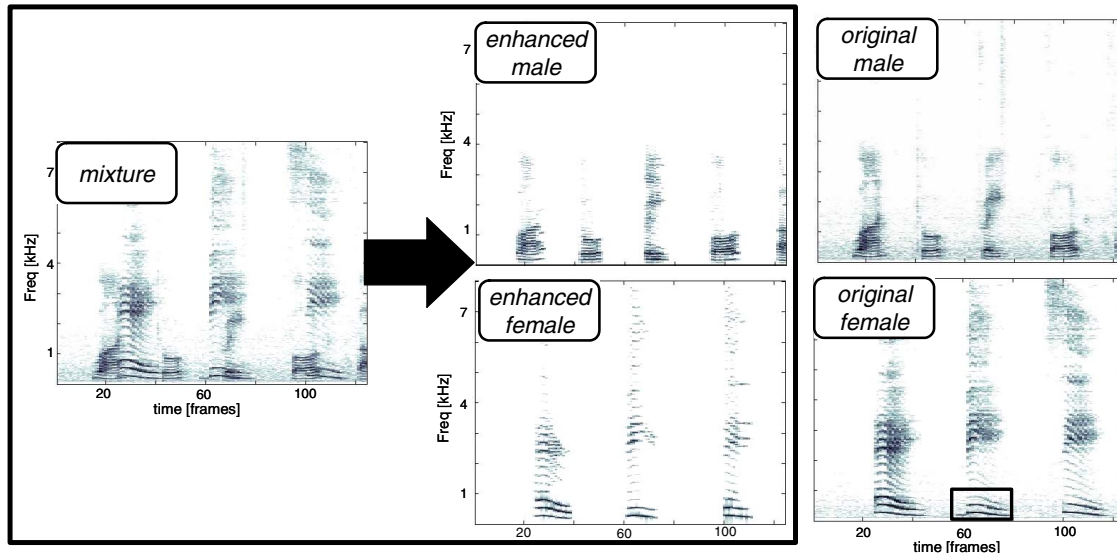 mixture
7
4
1
Freq [kHz]
20
60
100
time [frames]
enhanced
male
7
4
1
Freq [kHz]
enhanced
female
7
4
1
Freq [kHz]
20
60
100
original
male
original
female
20
60
100
time [frames]